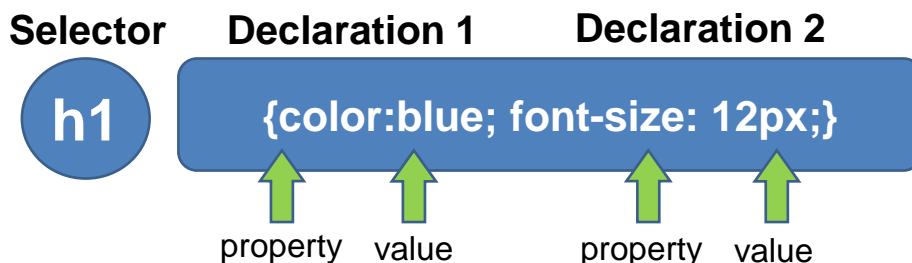 Selector Declaration 1 Declaration 2
h1 {color:blue; font-size: 12px;}
property value property value